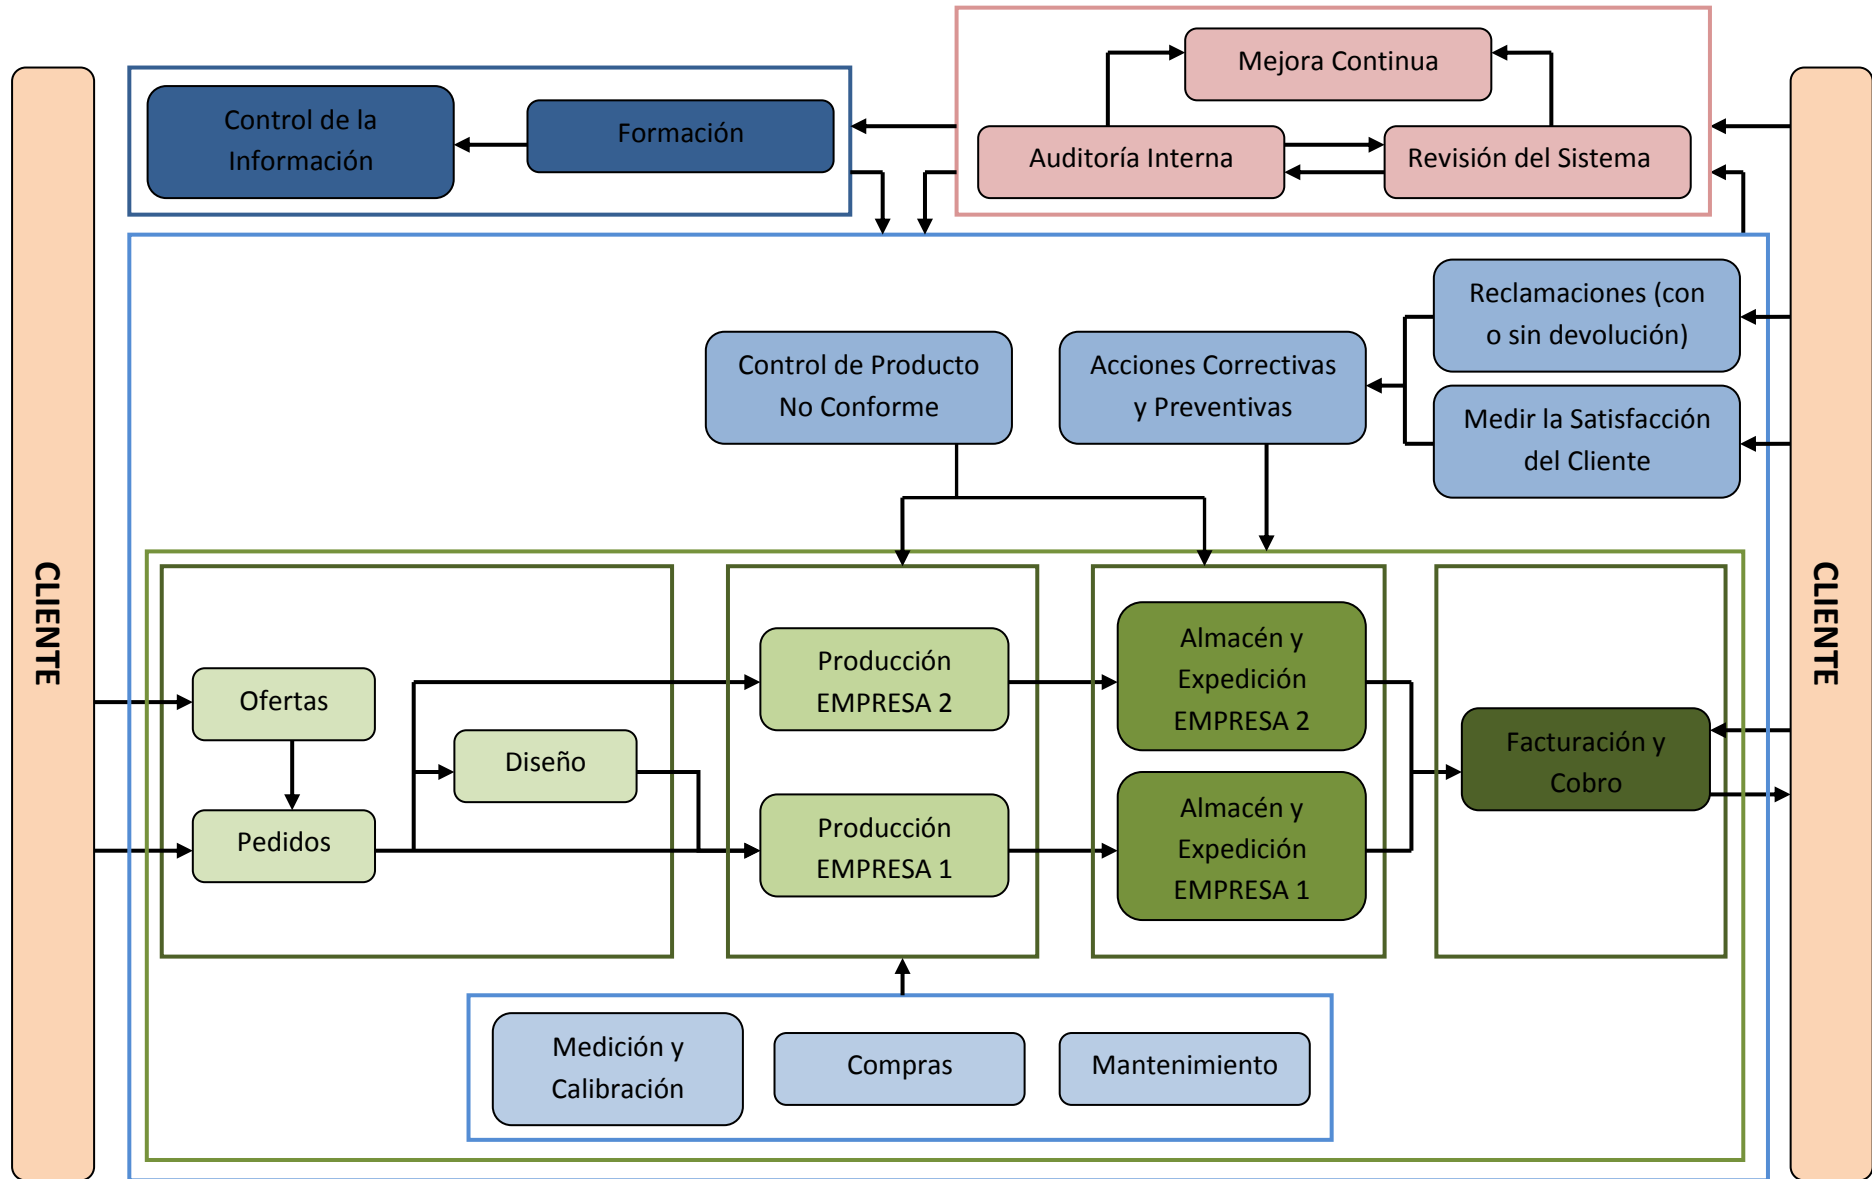 Mejora Continua
Control de la
Información
Formación
Auditoría Interna
Revisión del Sistema
CLIENTE
CLIENTE
Reclamaciones (con
o sin devolución)
Control de Producto
No Conforme
Acciones Correctivas
y Preventivas
Medir la Satisfacción
del Cliente
Ofertas
Pedidos
Diseño
Producción
EMPRESA 2
Producción
EMPRESA 1
Almacén y
Expedición
EMPRESA 2
Almacén y
Expedición
EMPRESA 1
Facturación y
Cobro
Medición y
Calibración
Compras
Mantenimiento